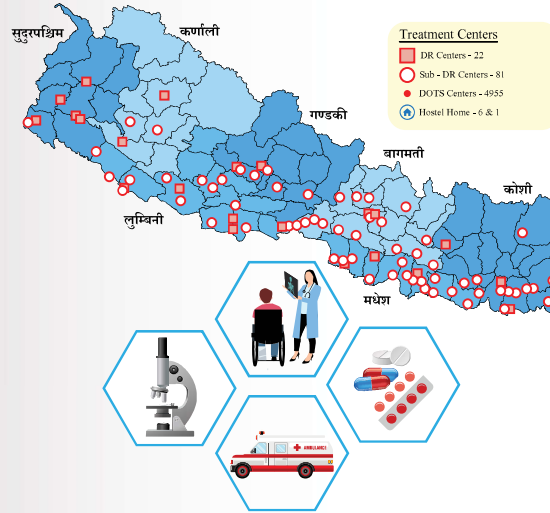 सुदुरपश्चिम
कर्णाली
गण्डकी
बागमती
कोशी
लुम्बिनी
मधेश
Treatment Centers
DR Centers - 22
Sub - DR Centers - 81
DOTS Centers - 4955
Hostel Home - 6 & 1
AMBULANCE